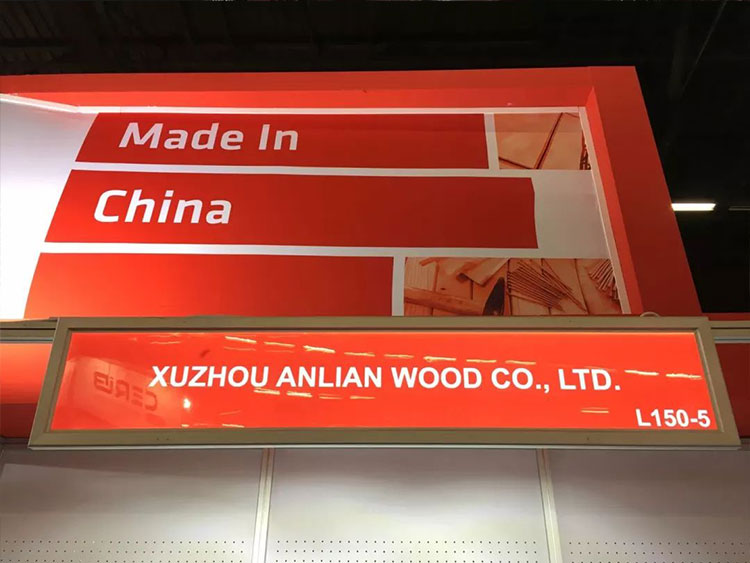 Made In
China
XUZHOU ANLIAN WOOD CO., LTD.
L150-5